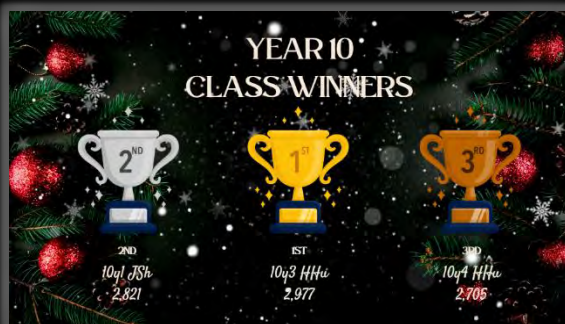 YEAR 10
CLASS WINNERS
2ND
1ST
3RD
2ND
10y1 JSh
2,821
1ST
10y3 HHu
2,977
3RD
10y4 HHa
2,705